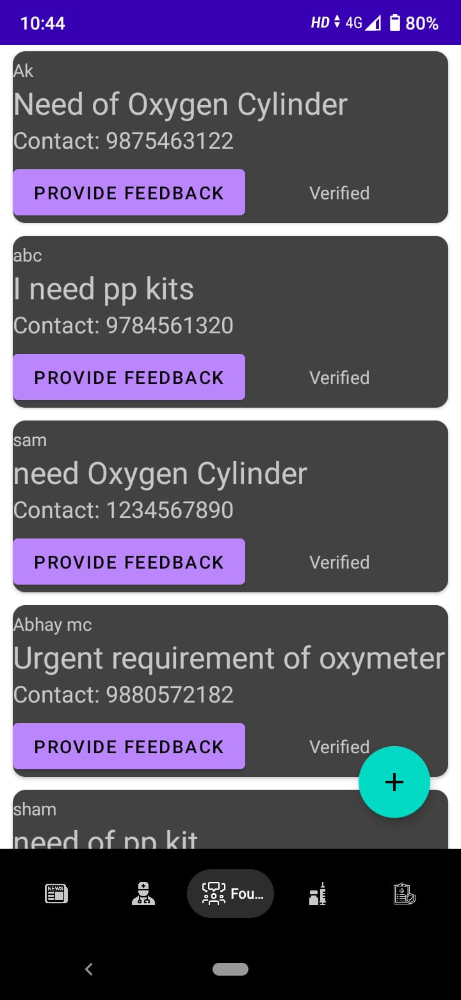 10:44
HD 4G 80%
Ak
Need of Oxygen Cylinder
Contact: 9875463122
PROVIDE FEEDBACK
Verified
abc
I need pp kits
Contact: 9784561320
PROVIDE FEEDBACK
Verified
sam
need Oxygen Cylinder
Contact: 1234567890
PROVIDE FEEDBACK
Verified
Abhay mc
Urgent requirement of oxymeter
Contact: 9880572182
PROVIDE FEEDBACK
Verified
+
sham
need of pp kit
NEWS
Fou...